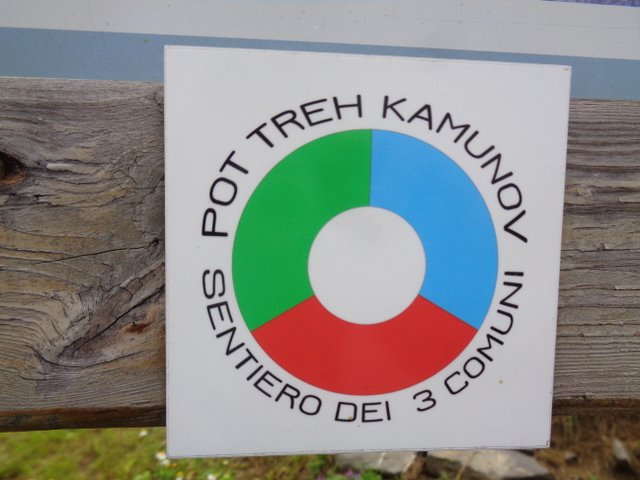 POT TREH KAMUNOV
SENTIERO DEI 3 COMUNI